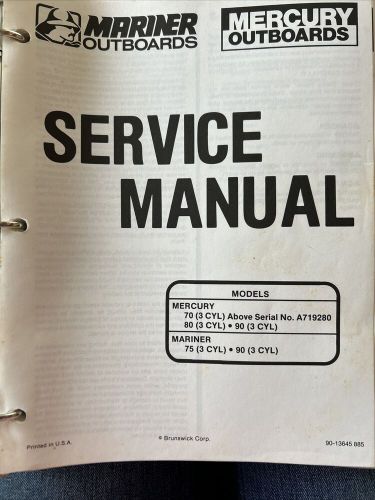 MARINER
OUTBOARDS
MERCURY
OUTBOARDS
SERVICE
MANUAL
MODELS
MERCURY
70 (3 CYL) Above Serial No. A719280
80 (3 CYL) • 90 (3 CYL)
MARINER
75 (3 CYL) • 90 (3 CYL)
Printed in U.S.A.
© Brunswick Corp.
90-13645 885